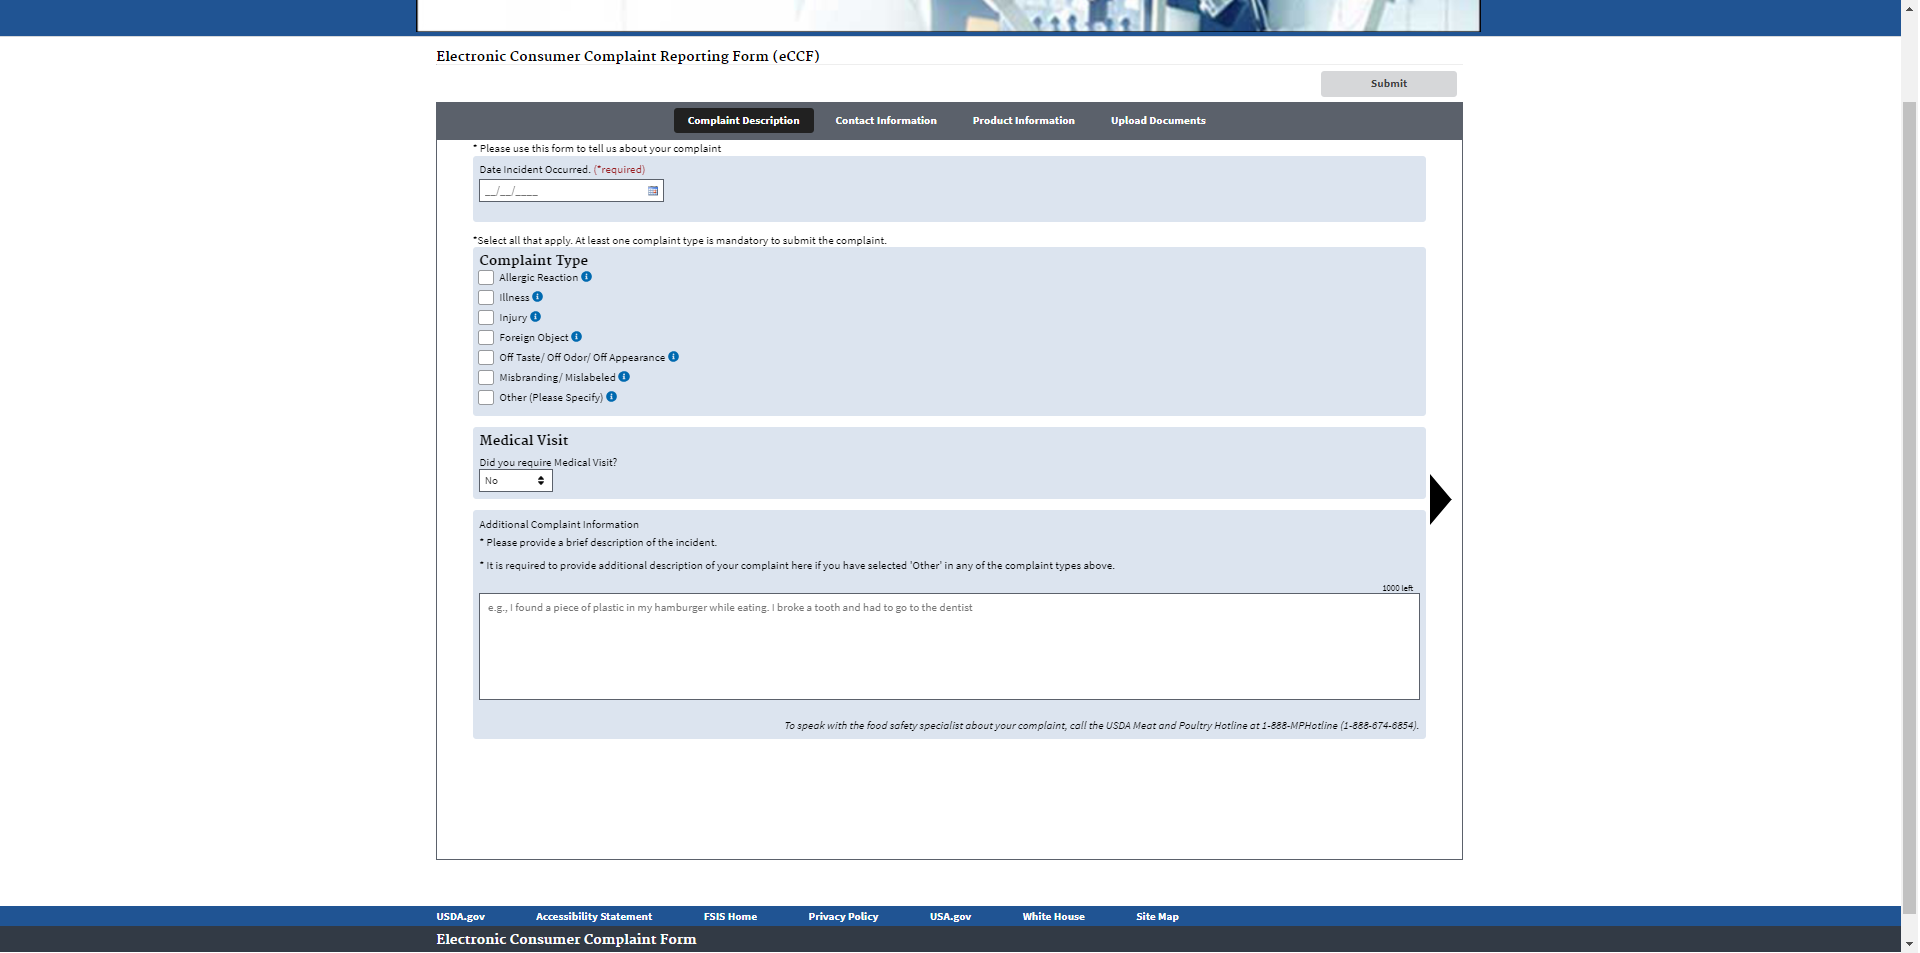 Electronic Consumer Complaint Reporting Form (eCCF)
Submit
Complaint Description Contact Information Product Information Upload Documents
* Please use this form to tell us about your complaint
Date Incident Occurred. (*required)
__/__/____
*Select all that apply. At least one complaint type is mandatory to submit the complaint.
Complaint Type
Allergic Reaction
Illness
Injury
Foreign Object
Off Taste/ Off Odor/ Off Appearance
Misbranding/ Mislabeled
Other (Please Specify)
Medical Visit
Did you require Medical Visit?
No
Additional Complaint Information
* Please provide a brief description of the incident.
* It is required to provide additional description of your complaint here if you have selected 'Other' in any of the complaint types above.
1000 left
e.g., I found a piece of plastic in my hamburger while eating. I broke a tooth and had to go to the dentist
To speak with the food safety specialist about your complaint, call the USDA Meat and Poultry Hotline at 1-888-MPHotline (1-888-674-6854).
USDA.gov Accessibility Statement FSIS Home Privacy Policy USA.gov White House Site Map
Electronic Consumer Complaint Form